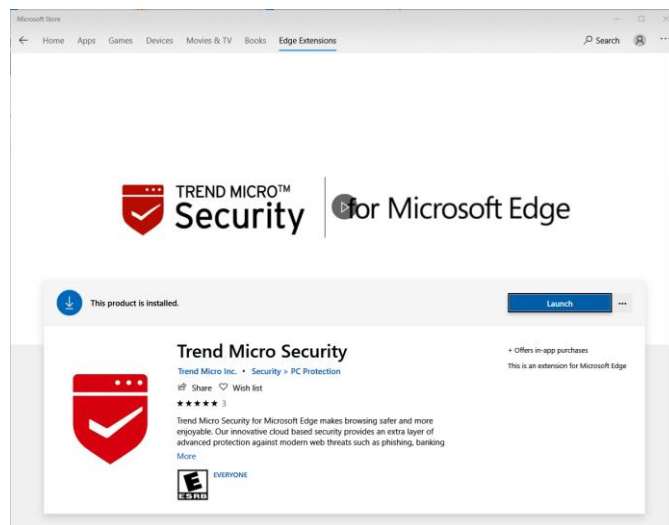 Microsoft Store
Home Apps Games Devices Movies & TV Books Edge Extensions Search
TREND MICRO™
Security
for Microsoft Edge
This product is installed.
Launch
Trend Micro Security
Trend Micro Inc. • Security > PC Protection
Share Wish list
3
Trend Micro Security for Microsoft Edge makes browsing safer and more
enjoyable. Our innovative cloud based security provides an extra layer of
advanced protection against modern web threats such as phishing, banking
More
E
ESRB
EVERYONE
+ Offers in-app purchases
This is an extension for Microsoft Edge